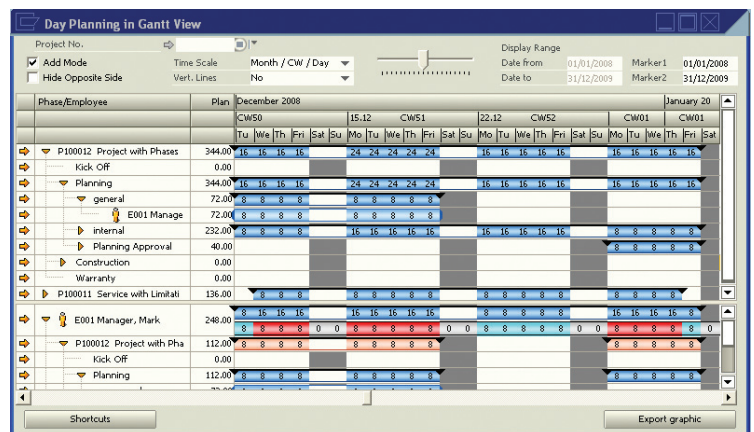 Day Planning in Gantt View
Project No.
Display Range
Add Mode Time Scale Month / CW / Day Date from 01/01/2008 Marker1 01/01/2008
Hide Opposite Side Vert. Lines No Date to 31/12/2009 Marker2 31/12/2009
Phase/Employee Plan December 2008 January 20
CW50 15.12 CW51 22.12 CW52 CW01 CW01
Tu We Th Fri Sat Su Mo Tu We Th Fri Sat Su Mo Tu We Th Fri Sat Su Mo Tu We Th Fri Sat
P100012 Project with Phases 344.00 16 16 16 16 24 24 24 24 24 16 16 16 16 16 16 16 16 16 16
Kick Off 0.00
Planning 344.00 16 16 16 16 24 24 24 24 24 16 16 16 16 16 16 16 16 16 16
general 72.00 8 8 8 8 8 8 8 8 8
E001 Manage 72.00 8 8 8 8 8 8 8 8 8
internal 232.00 8 8 8 8 16 16 16 16 16 16 16 16 16 16 8 8 8 8 8
Planning Approval 40.00 8 8 8 8 8
Construction 0.00
Warranty 0.00
P100011 Service with Limitati 136.00 8 8 8 8 8 8 8 8 8 8 8 8 8 8 8 8 8
E001 Manager, Mark 248.00 8 16 16 16 16 16 16 16 16 8 8 8 8 8 16 16 16 16 8
8 8 8 8 0 0 8 8 8 8 8 0 0 8 8 8 8 8 0 0 8 8 8 8 8 0
P100012 Project with Pha 112.00 8 8 8 8 8 8 8 8 8 8 8 8 8 8
Kick Off 0.00
Planning 112.00 8 8 8 8 8 8 8 8 8 8 8 8 8 8
Shortcuts Export graphic